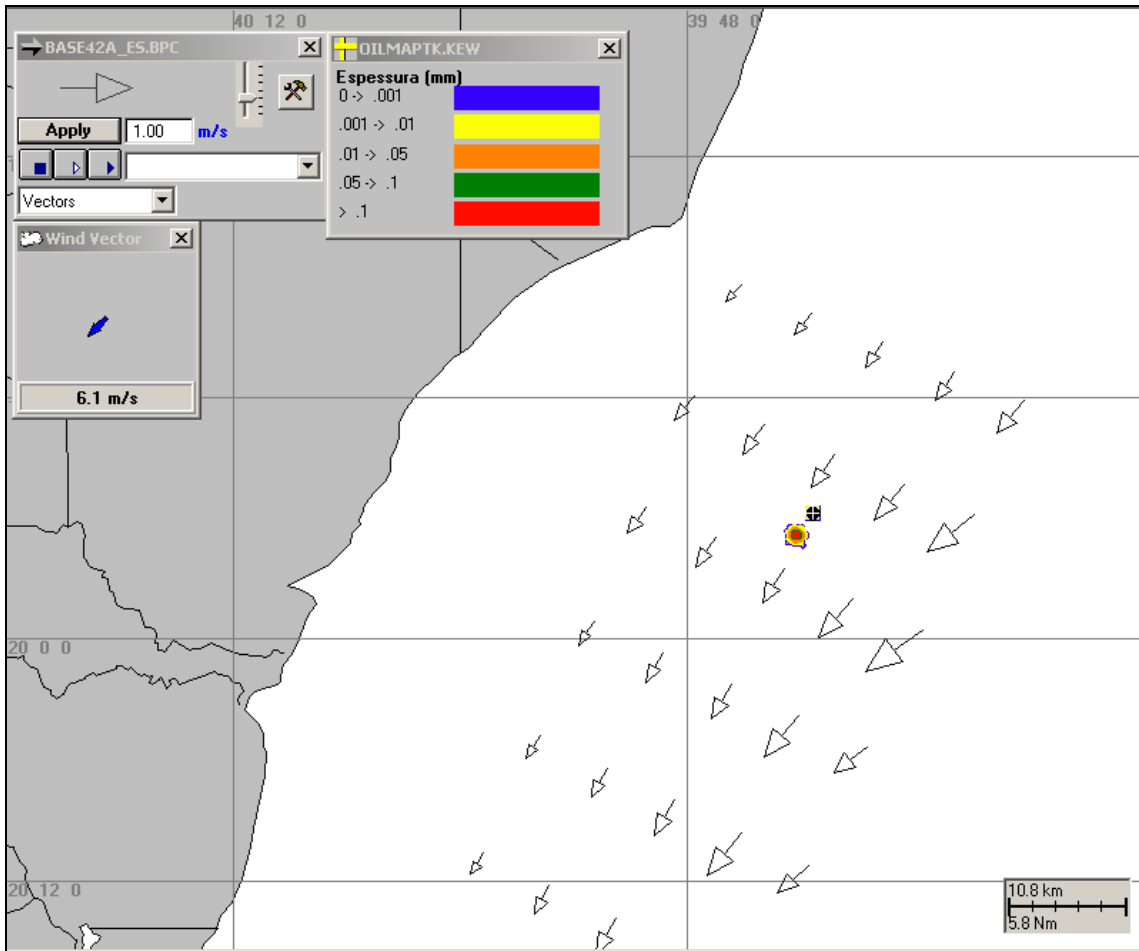 40 12 0
39 48 0
BASE42A_ES.BPC
Apply
1.00
m/s
Vectors
OILMAPTK.KEW
Espessura (mm)
0 -> .001
.001 -> .01
.01 -> .05
.05 -> .1
> .1
Wind Vector
6.1 m/s
20 0 0
20 12 0
10.8 km
5.8 Nm